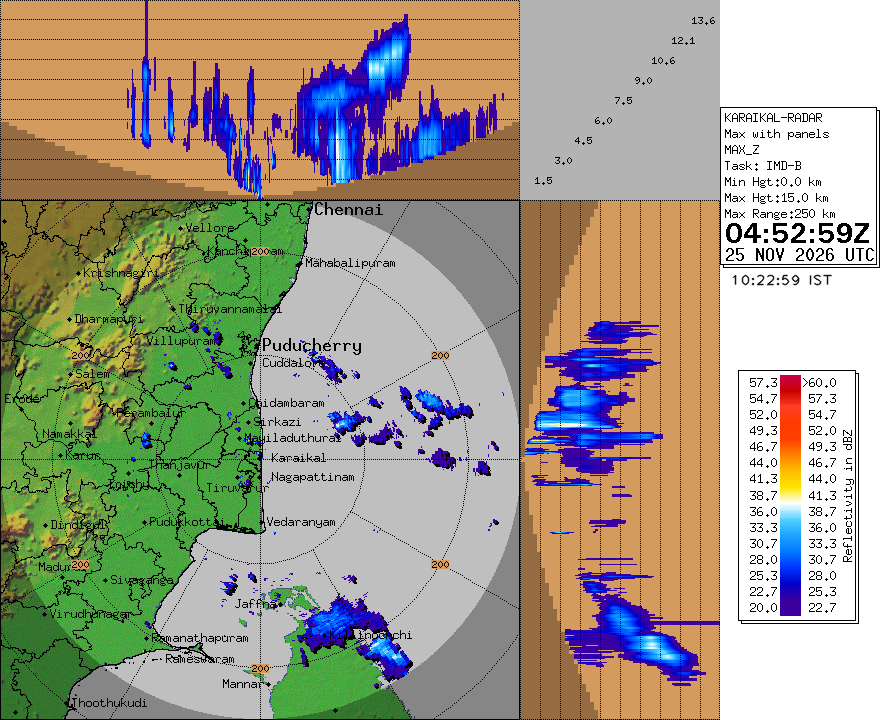 13.6
12.1
10.6
9.0
7.5
6.0
4.5
3.0
1.5
KARAIKAL-RADAR
Max with panels
MAX_Z
Task: IMD-B
Min Hgt:0.0 km
Max Hgt:15.0 km
Max Range:250 km
04:52:59Z
25 NOV 2026 UTC
10:22:59 IST
Chennai
Vellore
200
Mahabalipuram
Krishnagiri
Thiruvannamalai
Dharmapuri
Villupuram
Puducherry
200
200
Cuddalore
Salem
Erode
Chidambaram
Perambalur
Sirkazi
Namakkal
Mayiladuthurai
Karur
Karaikal
Thanjavur
Nagapattinam
Tiruvarur
Dindigul
Pudukkottai
Vedaranyam
200
200
Sivaganga
Jaffna
Virudhunagar
Ramanathapuram
Killinochchi
Rameswaram
200
Mannar
Thoothukudi
57.3 >60.0
54.7 57.3
52.0 54.7
49.3 52.0
46.7 49.3
44.0 46.7
41.3 44.0
38.7 41.3
36.0 38.7
33.3 36.0
30.7 33.3
28.0 30.7
25.3 28.0
22.7 25.3
20.0 22.7
Reflectivity in dBZ